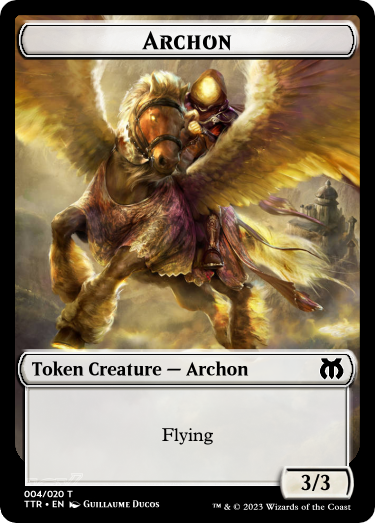 Archon
Token Creature — Archon
Flying
3/3
004/020 T
TTR • EN Guillaume Ducos
™ & © 2023 Wizards of the Coast